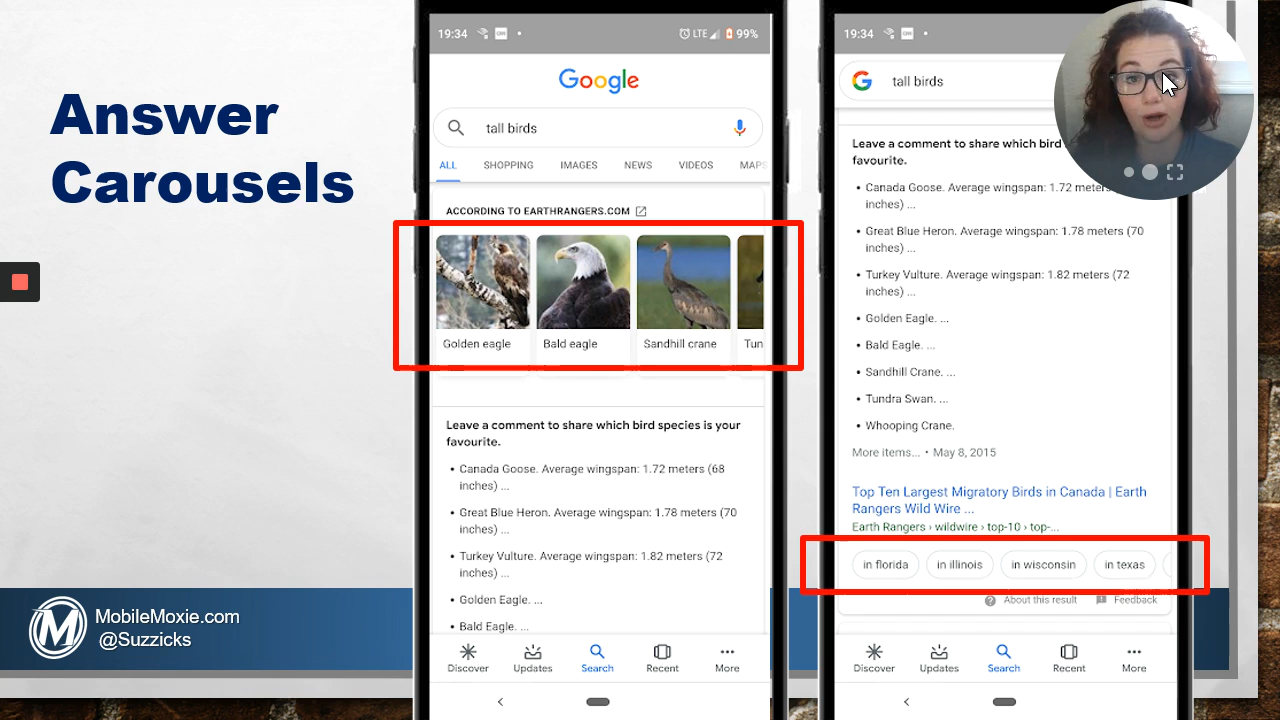 Answer
Carousels
MobileMoxie.com
@Suzzicks
19:34
LTE
99%
Google
tall birds
ALL SHOPPING IMAGES NEWS VIDEOS MAPS
ACCORDING TO EARTHRANGERS.COM
Golden eagle Bald eagle Sandhill crane Tun
Leave a comment to share which bird species is your
favourite.
• Canada Goose. Average wingspan: 1.72 meters (68
inches) ...
• Great Blue Heron. Average wingspan: 1.78 meters (70
inches) ...
• Turkey Vulture. Average wingspan: 1.82 meters (72
inches) ...
• Golden Eagle. ...
• Bald Eagle. ...
Discover Updates Search Recent More
19:34
G tall birds
Leave a comment to share which bird
favourite.
• Canada Goose. Average wingspan: 1.72 meters
inches) ...
• Great Blue Heron. Average wingspan: 1.78 meters (70
inches) ...
• Turkey Vulture. Average wingspan: 1.82 meters (72
inches) ...
• Golden Eagle. ...
• Bald Eagle. ...
• Sandhill Crane. ...
• Tundra Swan. ...
• Whooping Crane.
More items... • May 8, 2015
Top Ten Largest Migratory Birds in Canada | Earth
Rangers Wild Wire ...
Earth Rangers › wildwire › top-10 › top-...
in florida in illinois in wisconsin in texas
About this result Feedback
Discover Updates Search Recent More